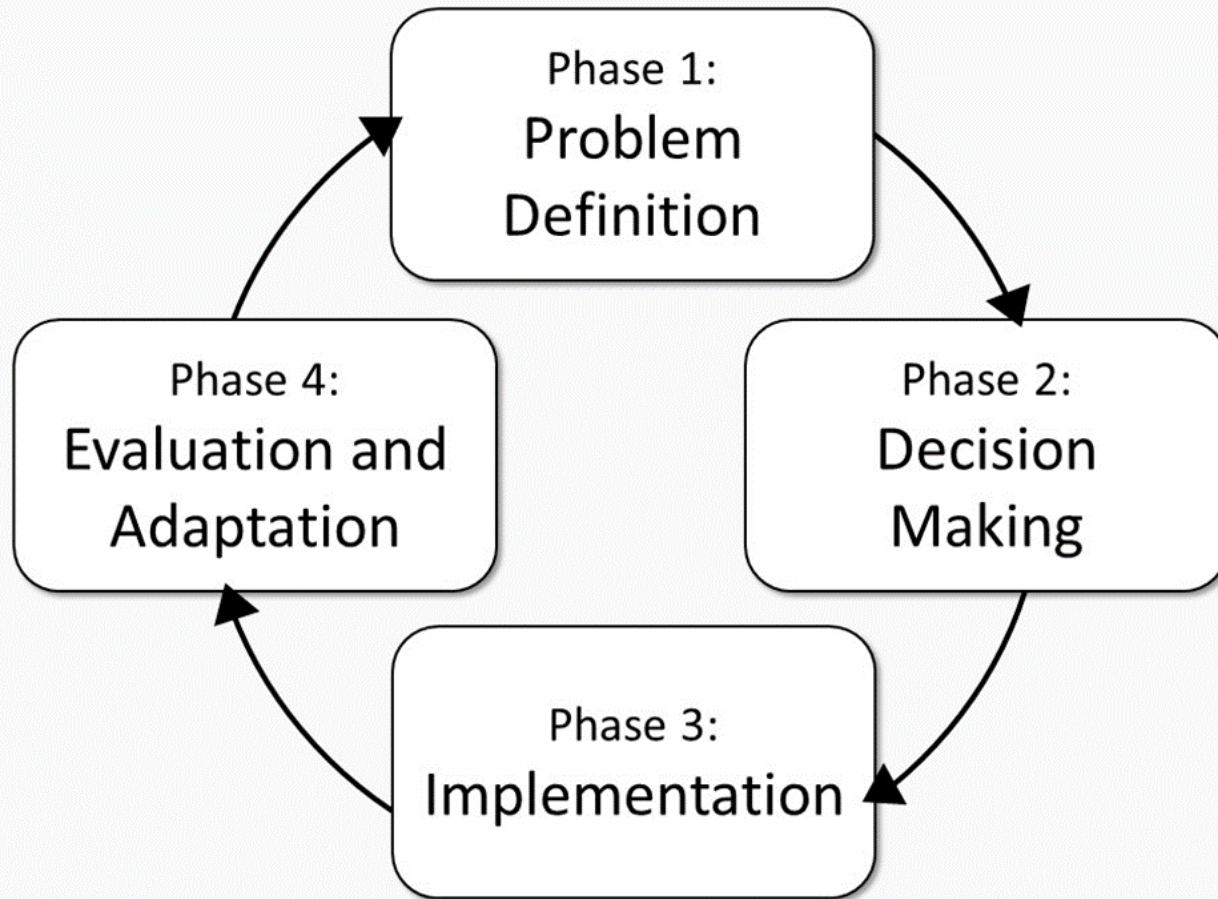 Phase 1:
Problem
Definition
Phase 2:
Decision
Making
Phase 3:
Implementation
Phase 4:
Evaluation and
Adaptation